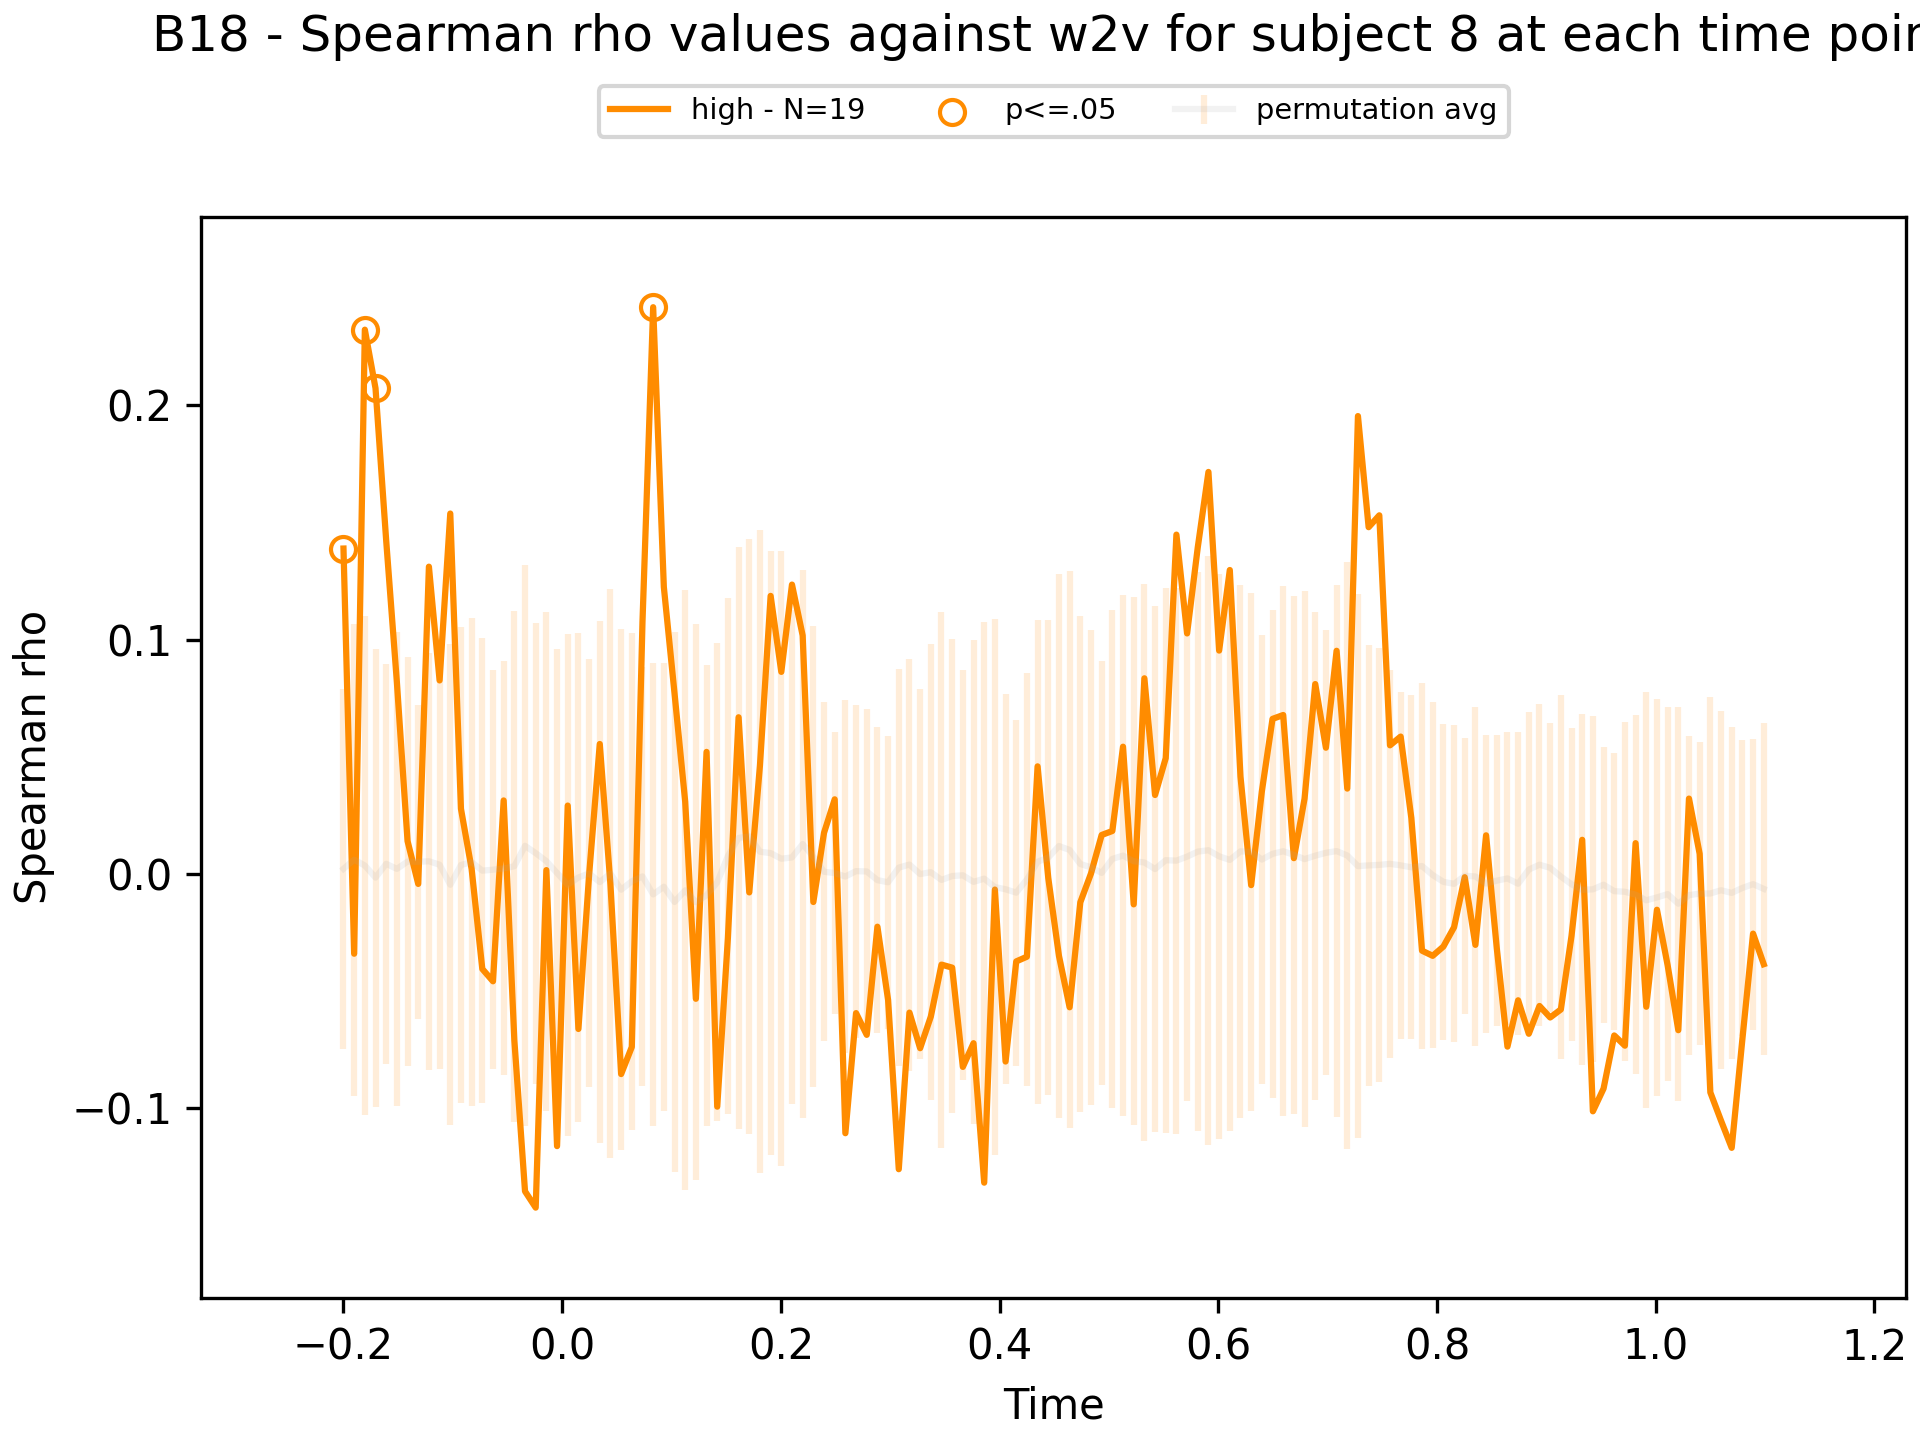 B18 - Spearman rho values against w2v for subject 8 at each time poin
high - N=19
p<=.05
permutation avg
Spearman rho
0.2
0.1
0.0
−0.1
−0.2
0.0
0.2
0.4
0.6
0.8
1.0
1.2
Time